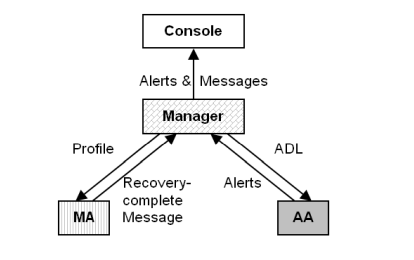 Console
Alerts & Messages
Manager
Profile
ADL
Recovery-
complete
Message
Alerts
MA
AA